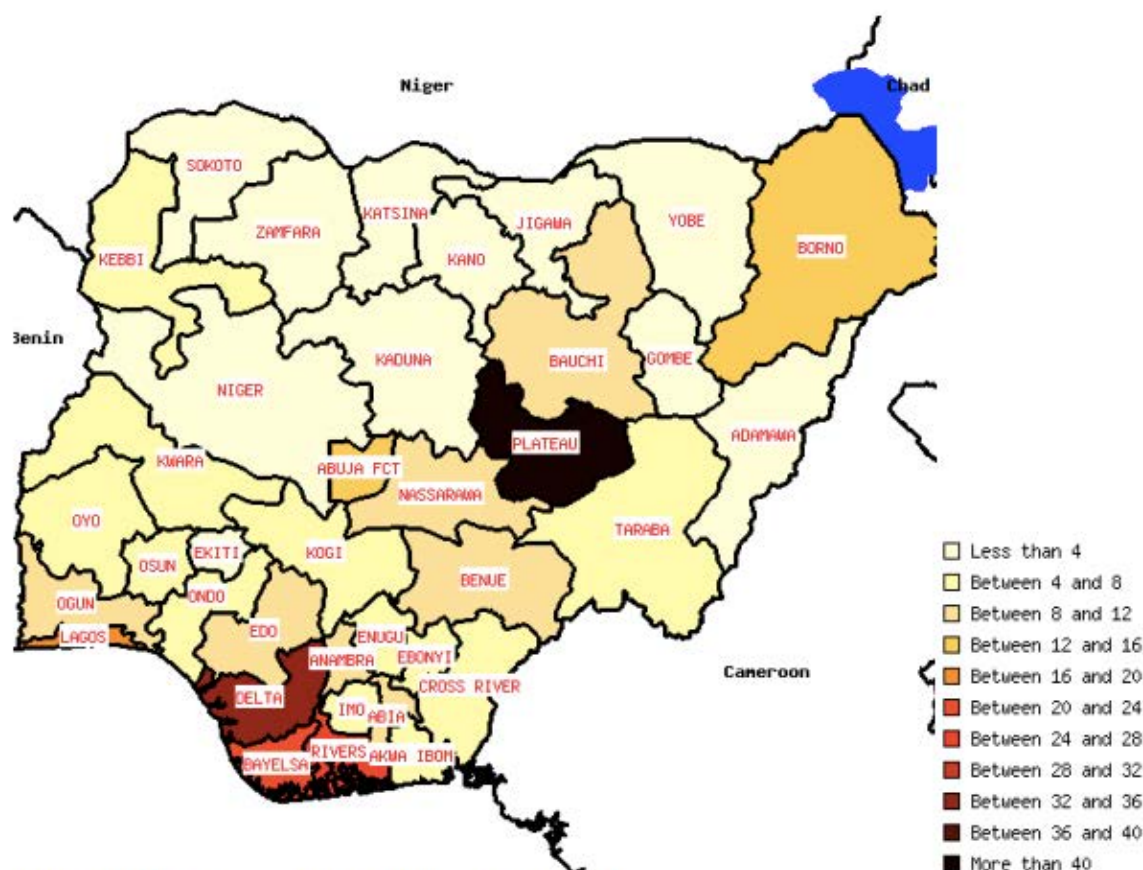 Niger
Chad
SOKOTO
KATSINA
JIGAWA
YOBE
ZAMFARA
KEBBI
KANO
BORNO
Benin
KADUNA
BAUCHI
GOMBE
NIGER
PLATEAU
ADAMAWA
KWARA
ABUJA FCT
NASSARAWA
OYO
TARABA
EKITI
KOGI
OSUN
BENUE
ONDO
OGUN
EDO
LAGOS
ENUGU
ANAMBRA
EBONYI
Cameroon
CROSS RIVER
DELTA
IMO
ABIA
RIVERS
AKWA IBOM
BAYELSA
Less than 4
Between 4 and 8
Between 8 and 12
Between 12 and 16
Between 16 and 20
Between 20 and 24
Between 24 and 28
Between 28 and 32
Between 32 and 36
Between 36 and 40
More than 40